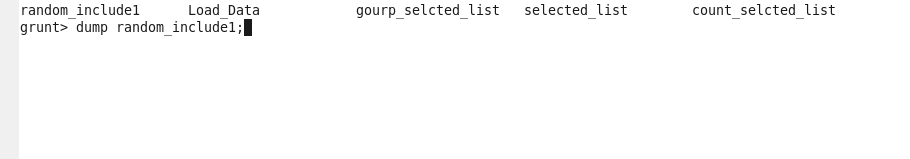 random_include1 Load_Data gourp_selcted_list selected_list count_selcted_list
grunt> dump random_include1;